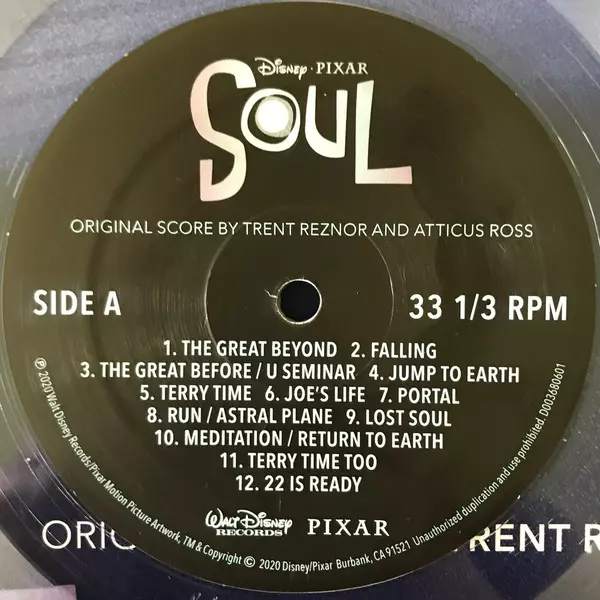 Disney · PIXAR
SOUL
ORIGINAL SCORE BY TRENT REZNOR AND ATTICUS ROSS
SIDE A
33 1/3 RPM
1. THE GREAT BEYOND 2. FALLING
3. THE GREAT BEFORE / U SEMINAR 4. JUMP TO EARTH
5. TERRY TIME 6. JOE'S LIFE 7. PORTAL
8. RUN / ASTRAL PLANE 9. LOST SOUL
10. MEDITATION / RETURN TO EARTH
11. TERRY TIME TOO
12. 22 IS READY
WALT DISNEY RECORDS
PIXAR
℗ 2020 Walt Disney Records/Pixar Motion Picture Artwork, TM & Copyright © 2020 Disney/Pixar Burbank, CA 91521 Unauthorized duplication and use prohibited. D003680601
ORIG
TRENT R